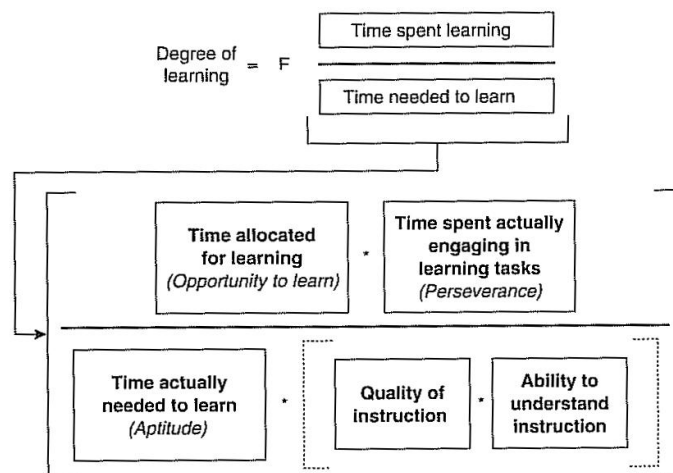 Time spent learning
Degree of
learning = F
Time needed to learn
Time allocated
for learning
(Opportunity to learn)
*
Time spent actually
engaging in
learning tasks
(Perseverance)
Time actually
needed to learn
(Aptitude)
*
Quality of
instruction
*
Ability to
understand
instruction